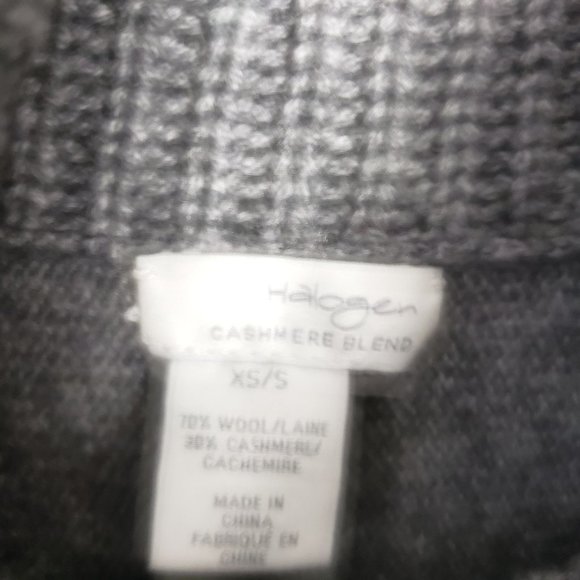 Halogen
CASHMERE BLEND
XS/S
70% WOOL/LAINE
30% CASHMERE/
CACHEMIRE
MADE IN
CHINA
FABRIQUÉ EN
CHINE